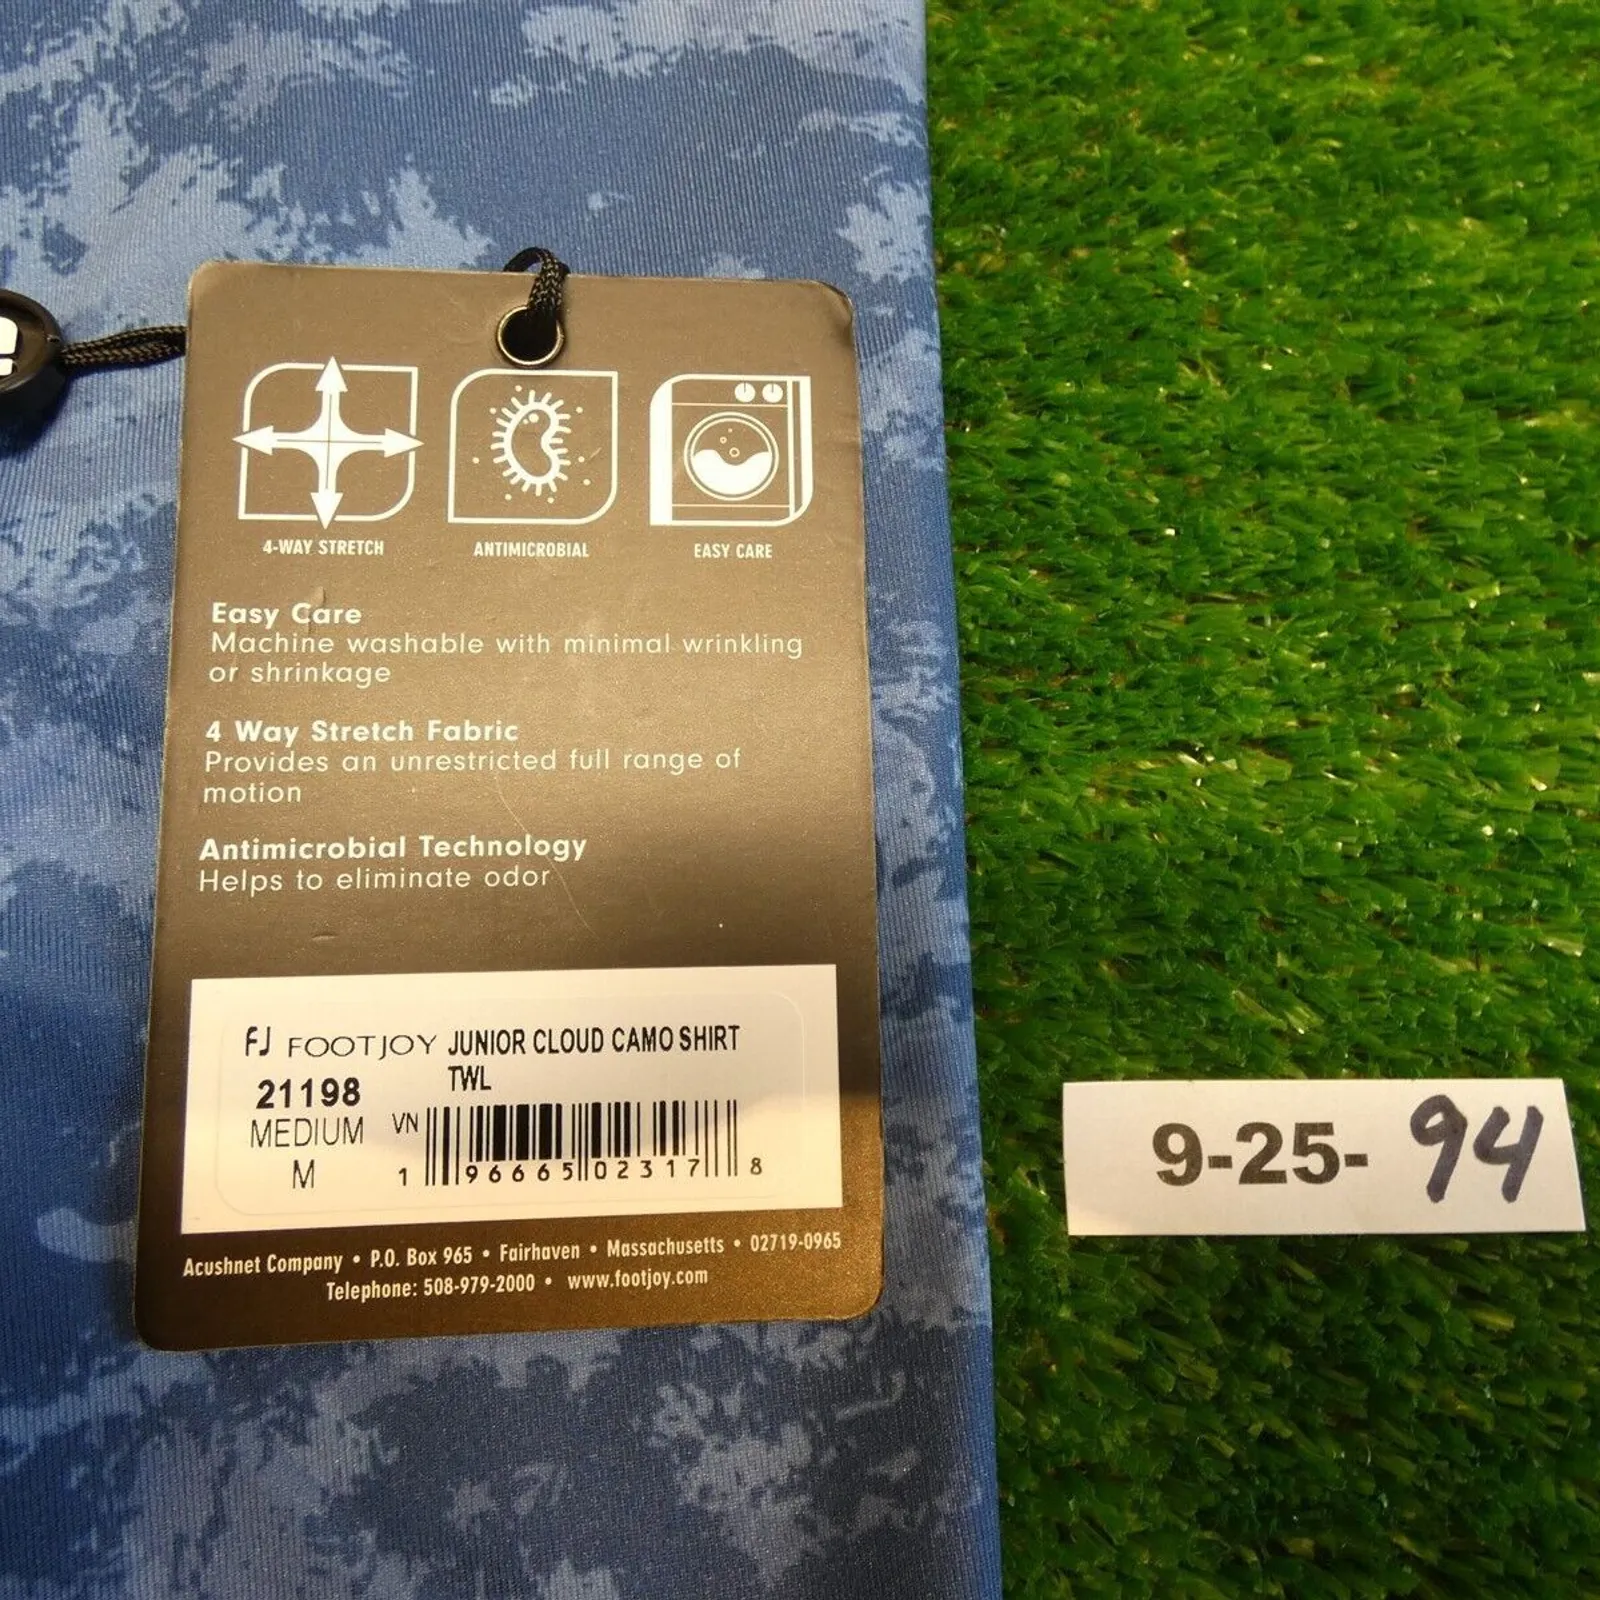 4-WAY STRETCH ANTIMICROBIAL EASY CARE
Easy Care
Machine washable with minimal wrinkling
or shrinkage
4 Way Stretch Fabric
Provides an unrestricted full range of
motion
Antimicrobial Technology
Helps to eliminate odor
FJ FOOTJOY JUNIOR CLOUD CAMO SHIRT
21198 TWL
MEDIUM VN
M 1 96665 02317 8
Acushnet Company • P.O. Box 965 • Fairhaven • Massachusetts • 02719-0965
Telephone: 508-979-2000 • www.footjoy.com
9-25-94